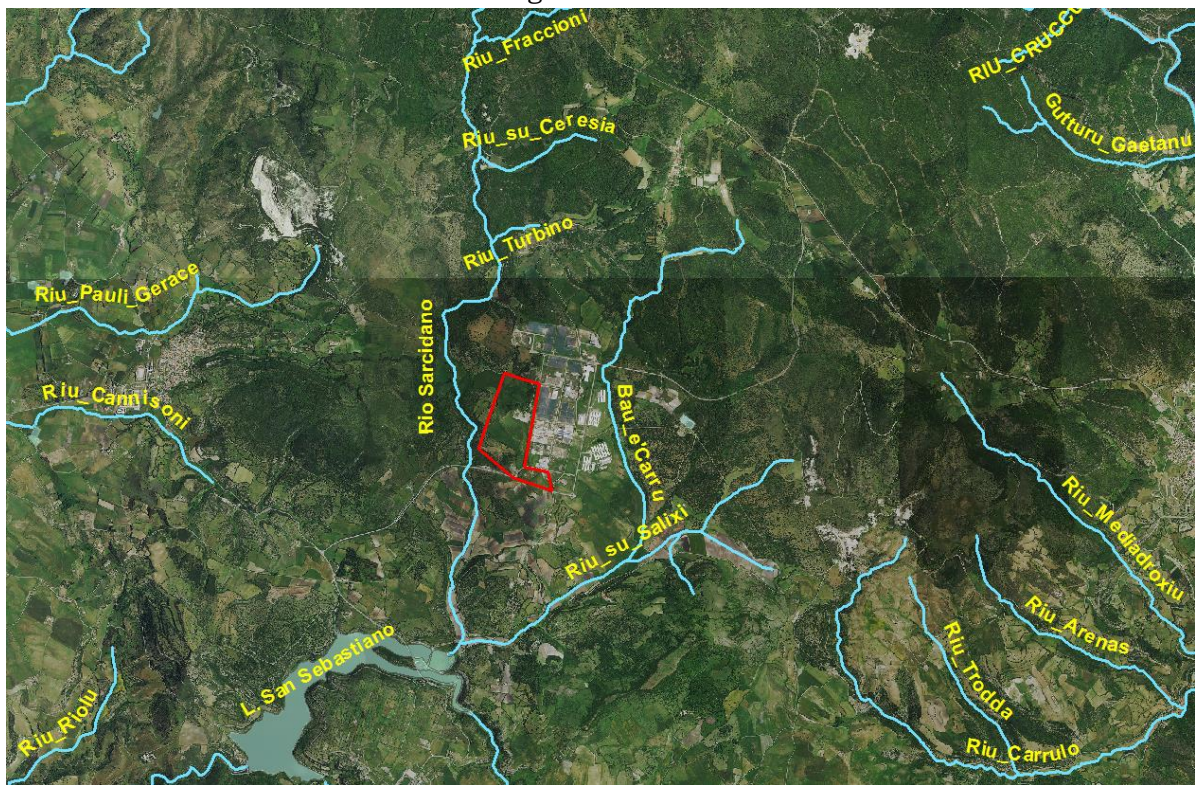 Riu_Fraccioni
RIU_CRUCCU
Riu_su_Ceresia
Gutturu_Gaetanu
Riu_Turbino
Riu_Pauli_Gerace
Rio Sarcidano
Riu_Cannisoni
Bau_e'Carru
Riu_su_Salixi
Riu_Mediadroxiu
Riu_Arenas
L. San Sebastiano
Riu_Trodda
Riu_Riolu
Riu_Carrulo